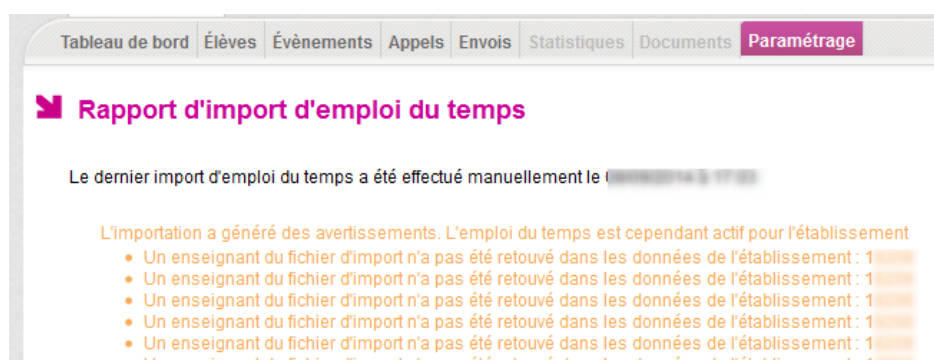 Tableau de bord Élèves Évènements Appels Envois Statistiques Documents Paramétrage
Rapport d'import d'emploi du temps
Le dernier import d'emploi du temps a été effectué manuellement le
L'importation a généré des avertissements. L'emploi du temps est cependant actif pour l'établissement
• Un enseignant du fichier d'import n'a pas été retouvé dans les données de l'établissement : 1
• Un enseignant du fichier d'import n'a pas été retouvé dans les données de l'établissement : 1
• Un enseignant du fichier d'import n'a pas été retouvé dans les données de l'établissement : 1
• Un enseignant du fichier d'import n'a pas été retouvé dans les données de l'établissement : 1
• Un enseignant du fichier d'import n'a pas été retouvé dans les données de l'établissement : 1